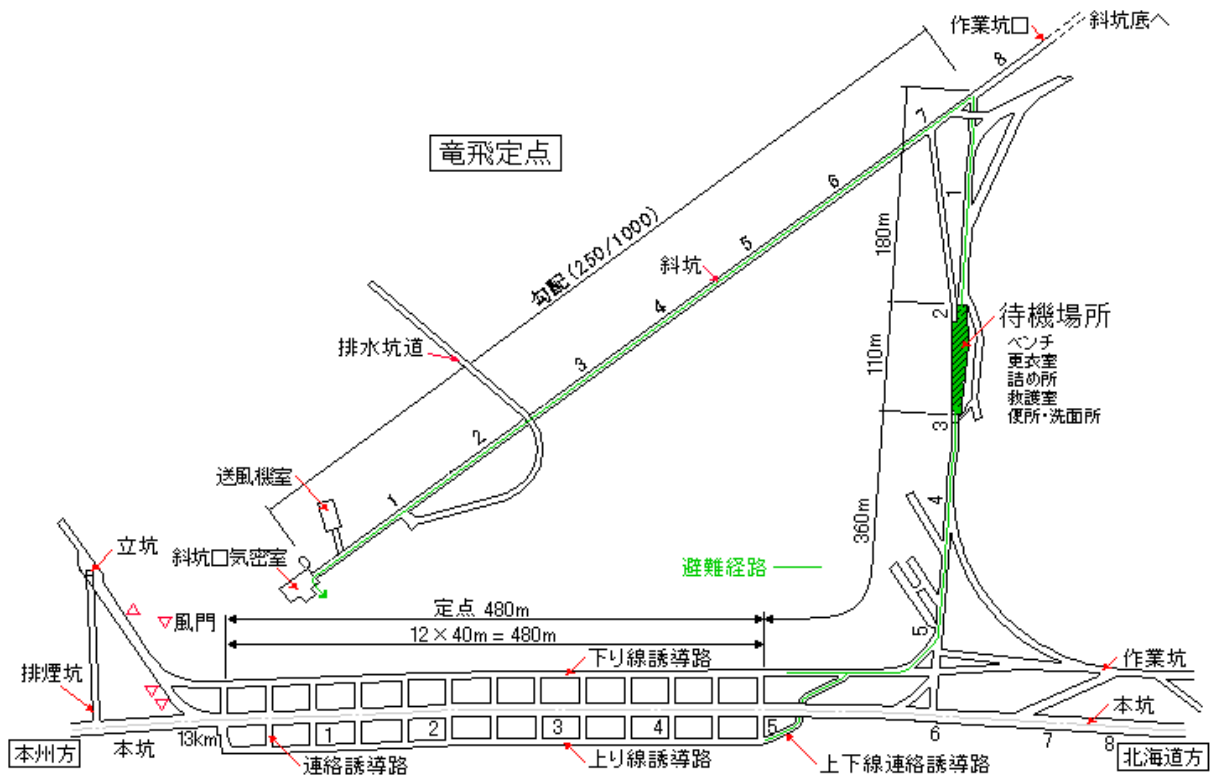 作業坑口
斜坑底へ
8
竜飛定点
7
6
1
勾配(250/1000)
180m
5
斜坑
4
2
待機場所
ベンチ
更衣室
詰め所
救護室
便所・洗面所
排水坑道
110m
3
3
2
送風機室
1
4
360m
立坑
斜坑口気密室
避難経路
定点 480m
風門
12×40m = 480m
5
下り線誘導路
作業坑
排煙坑
本坑
本州方
本坑
13km
1
2
3
4
5
6
7
8
北海道方
連絡誘導路
上り線誘導路
上下線連絡誘導路